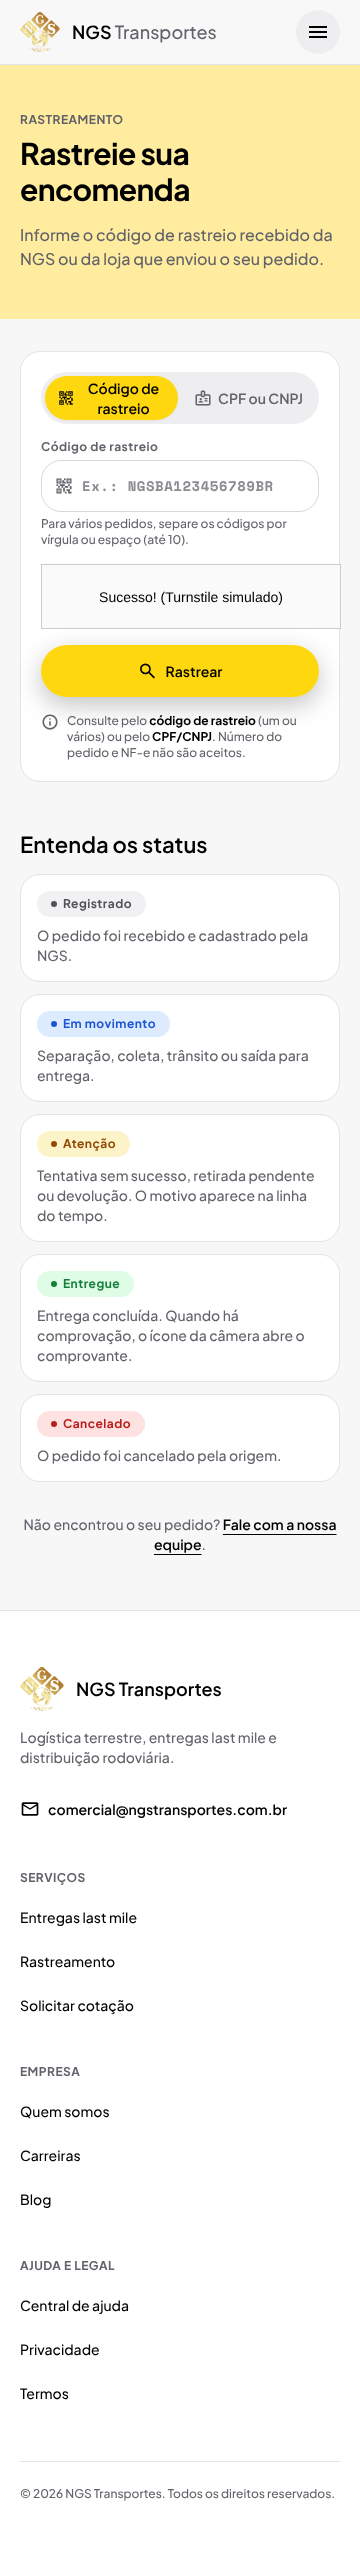 NGS Transportes
RASTREAMENTO
Rastreie sua
encomenda
Informe o código de rastreio recebido da
NGS ou da loja que enviou o seu pedido.
Código de
rastreio
CPF ou CNPJ
Código de rastreio
Ex.: NGSBA123456789BR
Para vários pedidos, separe os códigos por
vírgula ou espaço (até 10).
Sucesso! (Turnstile simulado)
Rastrear
Consulte pelo código de rastreio (um ou
vários) ou pelo CPF/CNPJ. Número do
pedido e NF-e não são aceitos.
Entenda os status
Registrado
O pedido foi recebido e cadastrado pela
NGS.
Em movimento
Separação, coleta, trânsito ou saída para
entrega.
Atenção
Tentativa sem sucesso, retirada pendente
ou devolução. O motivo aparece na linha
do tempo.
Entregue
Entrega concluída. Quando há
comprovação, o ícone da câmera abre o
comprovante.
Cancelado
O pedido foi cancelado pela origem.
Não encontrou o seu pedido? Fale com a nossa
equipe.
NGS Transportes
Logística terrestre, entregas last mile e
distribuição rodoviária.
comercial@ngstransportes.com.br
SERVIÇOS
Entregas last mile
Rastreamento
Solicitar cotação
EMPRESA
Quem somos
Carreiras
Blog
AJUDA E LEGAL
Central de ajuda
Privacidade
Termos
© 2026 NGS Transportes. Todos os direitos reservados.